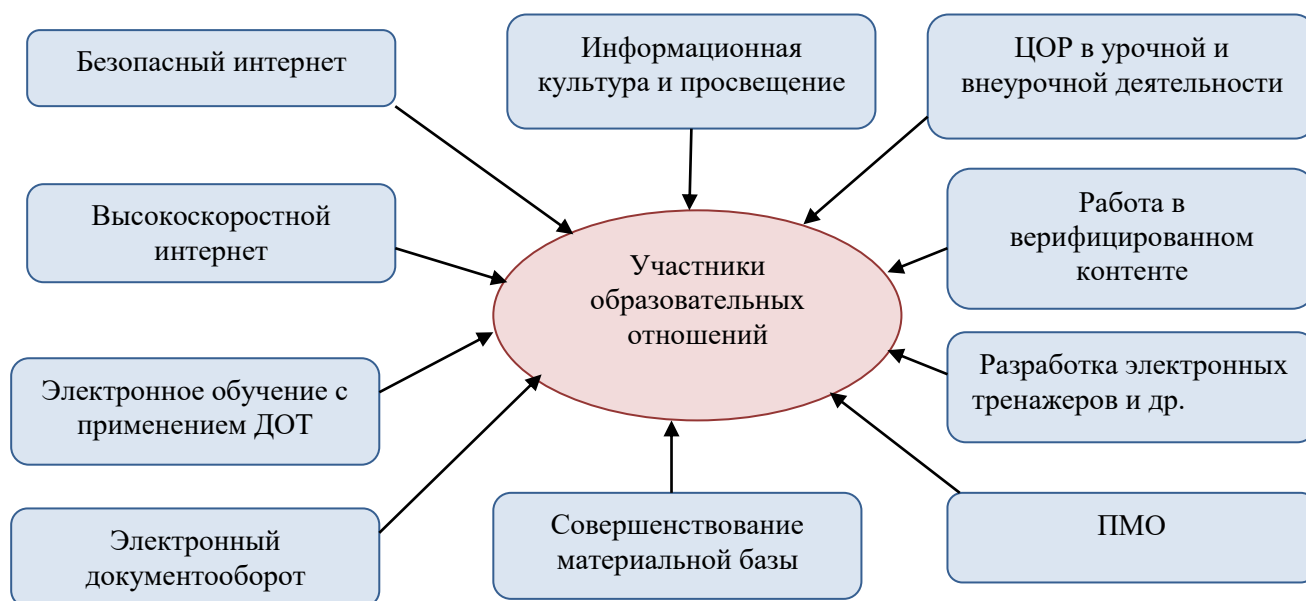 Безопасный интернет
Информационная
культура и просвещение
ЦОР в урочной и
внеурочной деятельности
Высокоскоростной
интернет
Участники
образовательных
отношений
Работа в
верифицированном
контенте
Электронное обучение с
применением ДОТ
Разработка электронных
тренажеров и др.
Электронный
документооборот
Совершенствование
материальной базы
ПМО